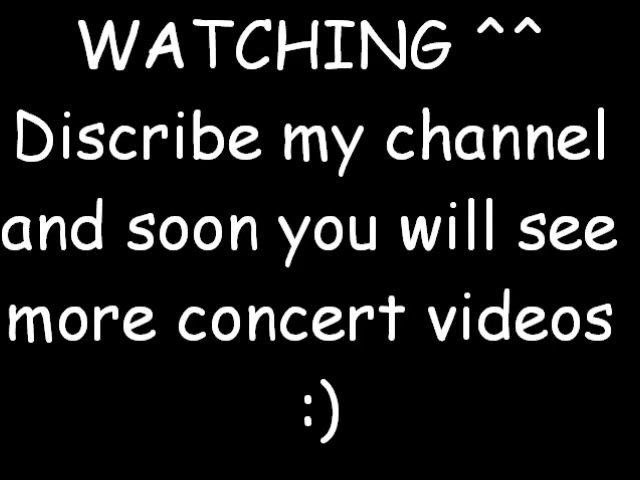 WATCHING ^^
Discribe my channel
and soon you will see
more concert videos
:)